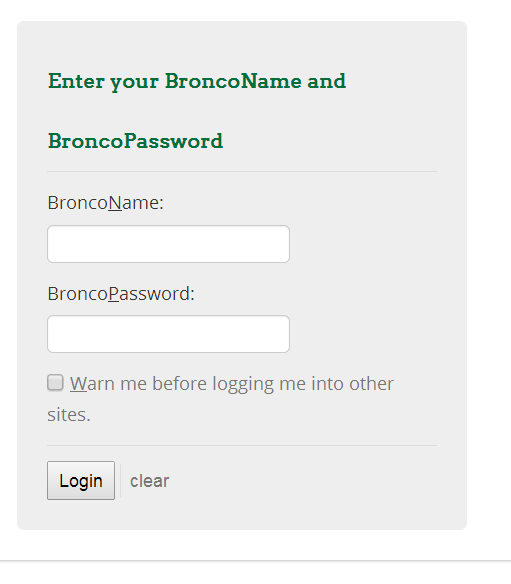 Enter your BroncoName and
BroncoPassword
BroncoName:
BroncoPassword:
Warn me before logging me into other
sites.
Login clear